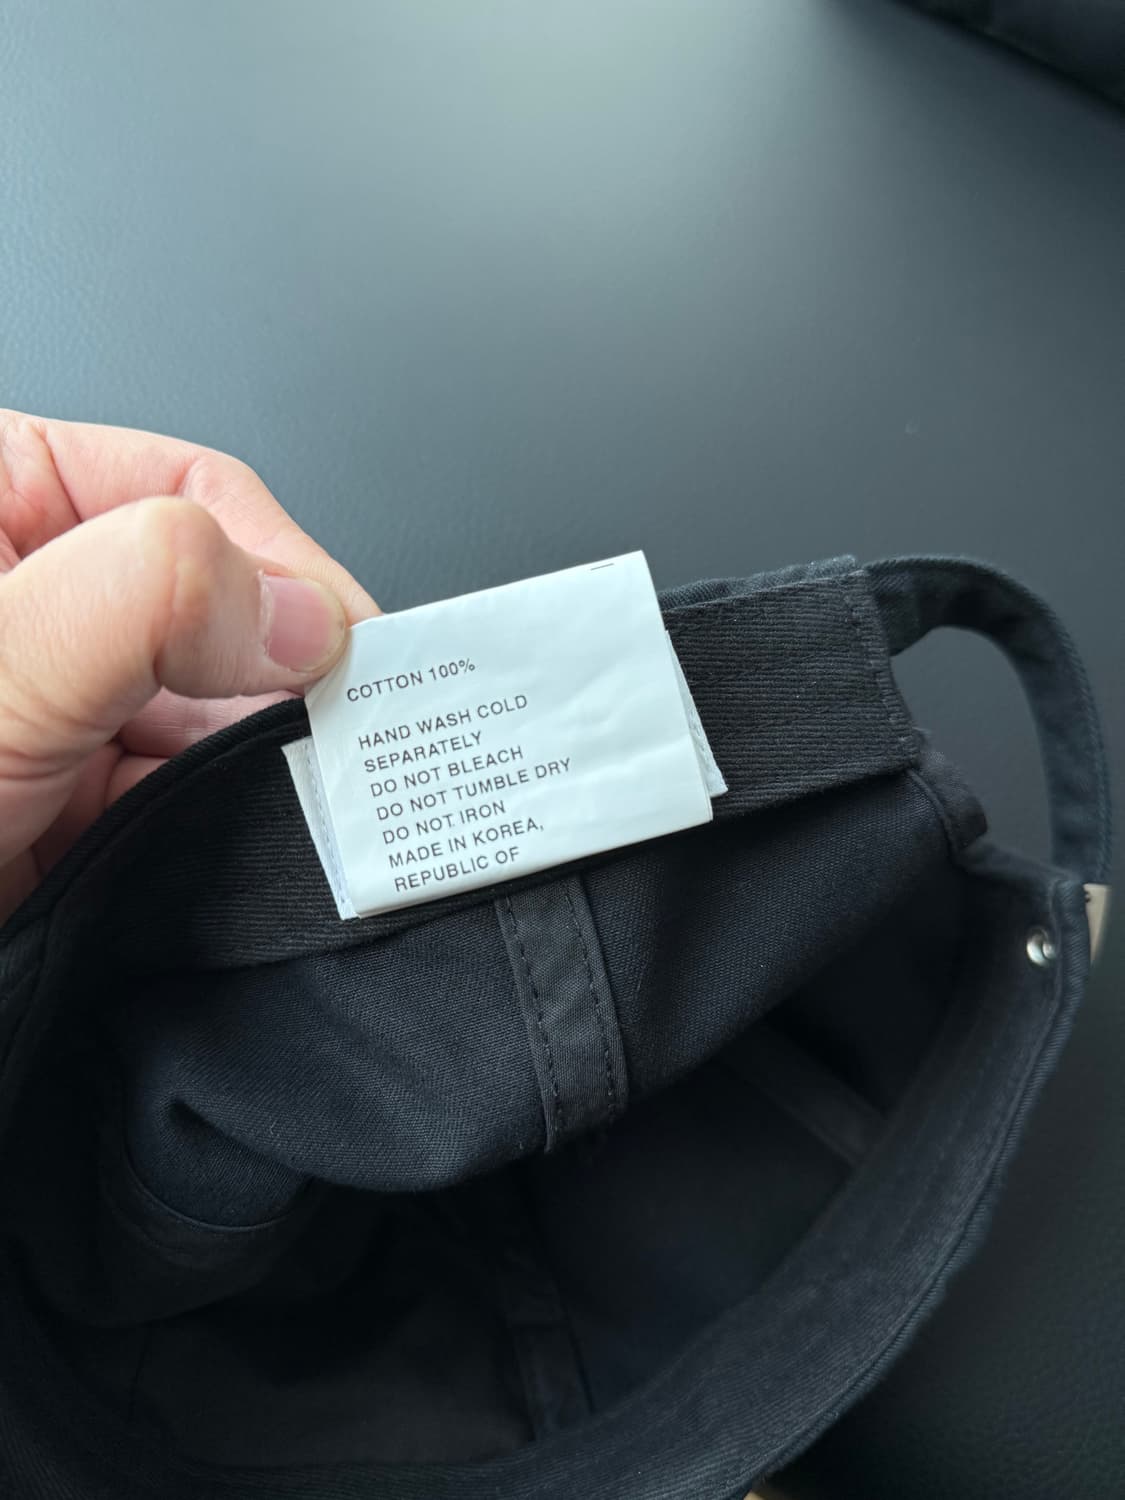 COTTON 100%
HAND WASH COLD
SEPARATELY
DO NOT BLEACH
DO NOT TUMBLE DRY
DO NOT IRON
MADE IN KOREA,
REPUBLIC OF